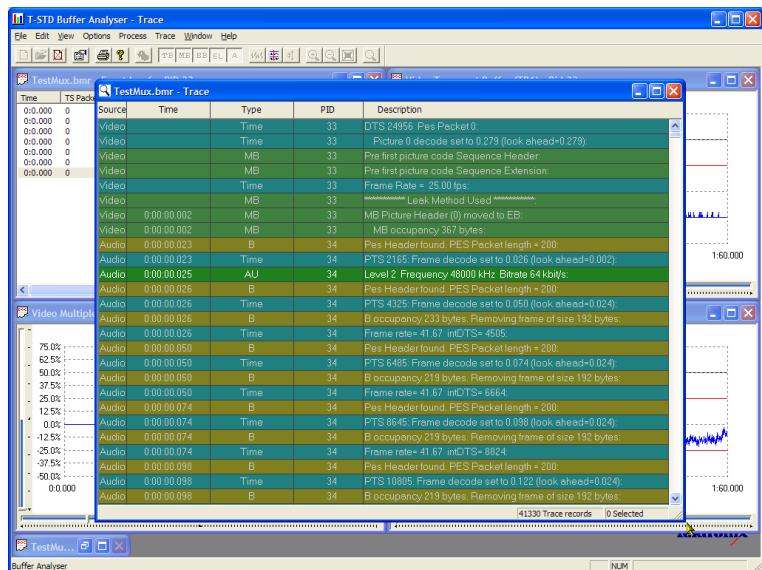 T-STD Buffer Analyser - Trace
File Edit View Options Process Trace Window Help
TB MB EB EL A
TestMux.bmr - Trace
Time TS Packe
0:0.000 0
0:0.000 0
0:0.000 0
0:0.000 0
0:0.000 0
0:0.000 0
0:0.000 0
Source Time Type PID Description
Video Time 33 DTS 24956 Pes Packet 0:
Video Time 33 Picture 0 decode set to 0.279 (look ahead=0.279):
Video MB 33 Pre first picture code Sequence Header:
Video MB 33 Pre first picture code Sequence Extension:
Video Time 33 Frame Rate = 25.00 fps:
Video MB 33 Leak Method Used
Video 0:00:00.002 MB 33 MB Picture Header (0) moved to EB:
Video 0:00:00.002 MB 33 MB occupancy 367 bytes:
Audio 0:00:00.023 B 34 Pes Header found. PES Packet length = 200:
Audio 0:00:00.023 Time 34 PTS 2165: Frame decode set to 0.026 (look ahead=0.002):
Audio 0:00:00.025 AU 34 Level 2 Frequency 48000 kHz Bitrate 64 kbit/s:
Audio 0:00:00.026 B 34 Pes Header found. PES Packet length = 200:
Audio 0:00:00.026 Time 34 PTS 4325: Frame decode set to 0.050 (look ahead=0.024):
Audio 0:00:00.026 B 34 B occupancy 233 bytes. Removing frame of size 192 bytes:
Audio 0:00:00.026 Time 34 Frame rate= 41.67 intDTS= 4505:
Audio 0:00:00.050 B 34 Pes Header found. PES Packet length = 200:
Audio 0:00:00.050 Time 34 PTS 6485: Frame decode set to 0.074 (look ahead=0.024):
Audio 0:00:00.050 B 34 B occupancy 219 bytes. Removing frame of size 192 bytes:
Audio 0:00:00.050 Time 34 Frame rate= 41.67 intDTS= 6664:
Audio 0:00:00.074 B 34 Pes Header found. PES Packet length = 200:
Audio 0:00:00.074 Time 34 PTS 8645: Frame decode set to 0.098 (look ahead=0.024):
Audio 0:00:00.074 B 34 B occupancy 219 bytes. Removing frame of size 192 bytes:
Audio 0:00:00.074 Time 34 Frame rate= 41.67 intDTS= 8824:
Audio 0:00:00.098 B 34 Pes Header found. PES Packet length = 200:
Audio 0:00:00.098 Time 34 PTS 10805: Frame decode set to 0.122 (look ahead=0.024):
Audio 0:00:00.098 B 34 B occupancy 219 bytes. Removing frame of size 192 bytes:
41330 Trace records 0 Selected
1:60.000
Video Multiple
75.0%
62.5%
50.0%
37.5%
25.0%
12.5%
0.0%
-12.5%
-25.0%
-37.5%
-50.0%
0:0.000
1:60.000
TestMu...
Buffer Analyser
NUM